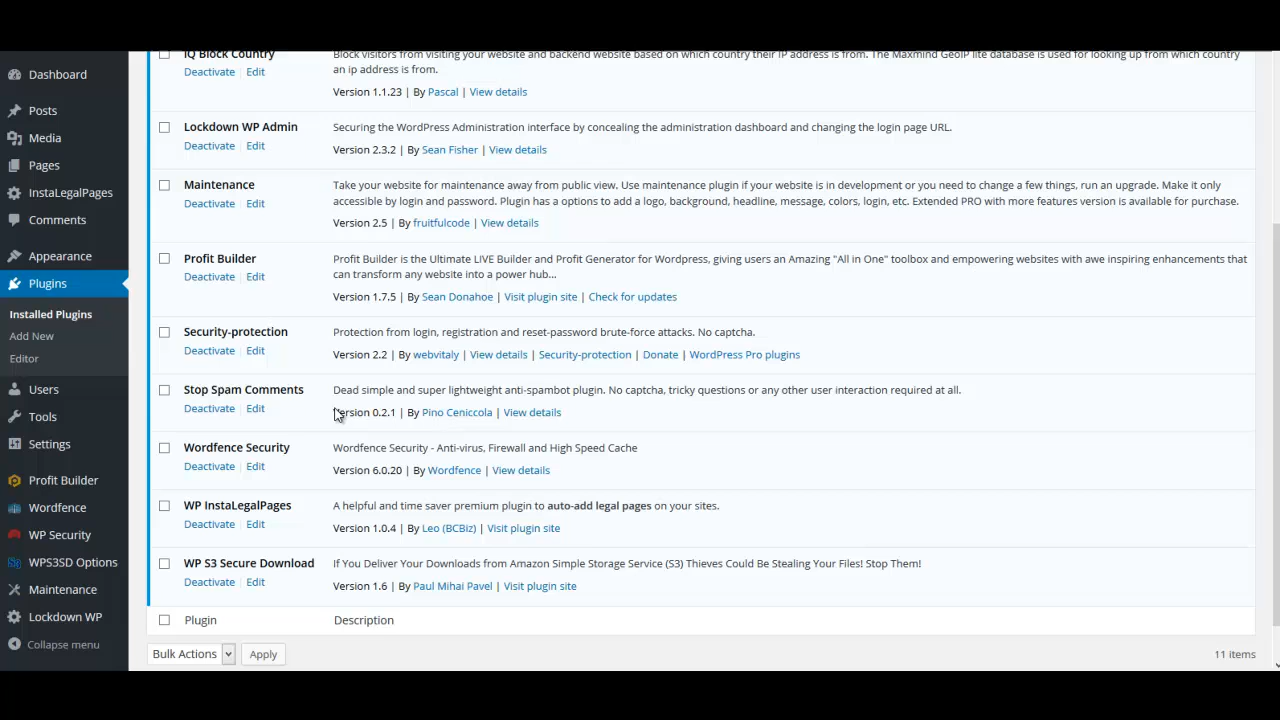 Dashboard
Posts
Media
Pages
InstaLegalPages
Comments
Appearance
Plugins
Installed Plugins
Add New
Editor
Users
Tools
Settings
Profit Builder
Wordfence
WP Security
WPS3SD Options
Maintenance
Lockdown WP
Collapse menu
IQ Block Country
Deactivate | Edit
Block visitors from visiting your website and backend website based on which country their IP address is from. The Maxmind GeoIP lite database is used for looking up from which country
an ip address is from.
Version 1.1.23 | By Pascal | View details
Lockdown WP Admin
Deactivate | Edit
Securing the WordPress Administration interface by concealing the administration dashboard and changing the login page URL.
Version 2.3.2 | By Sean Fisher | View details
Maintenance
Deactivate | Edit
Take your website for maintenance away from public view. Use maintenance plugin if your website is in development or you need to change a few things, run an upgrade. Make it only
accessible by login and password. Plugin has a options to add a logo, background, headline, message, colors, login, etc. Extended PRO with more features version is available for purchase.
Version 2.5 | By fruitfulcode | View details
Profit Builder
Deactivate | Edit
Profit Builder is the Ultimate LIVE Builder and Profit Generator for Wordpress, giving users an Amazing "All in One" toolbox and empowering websites with awe inspiring enhancements that
can transform any website into a power hub...
Version 1.7.5 | By Sean Donahoe | Visit plugin site | Check for updates
Security-protection
Deactivate | Edit
Protection from login, registration and reset-password brute-force attacks. No captcha.
Version 2.2 | By webvitaly | View details | Security-protection | Donate | WordPress Pro plugins
Stop Spam Comments
Deactivate | Edit
Dead simple and super lightweight anti-spambot plugin. No captcha, tricky questions or any other user interaction required at all.
Version 0.2.1 | By Pino Ceniccola | View details
Wordfence Security
Deactivate | Edit
Wordfence Security - Anti-virus, Firewall and High Speed Cache
Version 6.0.20 | By Wordfence | View details
WP InstaLegalPages
Deactivate | Edit
A helpful and time saver premium plugin to auto-add legal pages on your sites.
Version 1.0.4 | By Leo (BCBiz) | Visit plugin site
WP S3 Secure Download
Deactivate | Edit
If You Deliver Your Downloads from Amazon Simple Storage Service (S3) Thieves Could Be Stealing Your Files! Stop Them!
Version 1.6 | By Paul Mihai Pavel | Visit plugin site
Plugin
Description
Bulk Actions
Apply
11 items